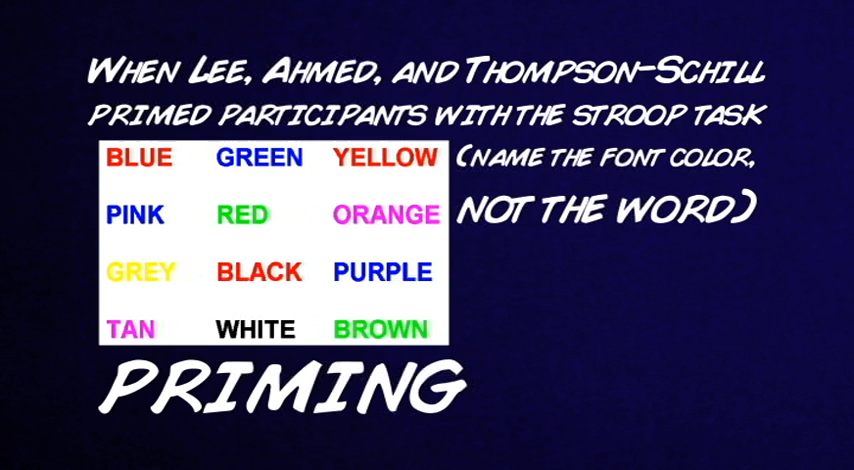 WHEN LEE, AHMED, AND THOMPSON-SCHILL
PRIMED PARTICIPANTS WITH THE STROOP TASK
(NAME THE FONT COLOR,
NOT THE WORD)
BLUE GREEN YELLOW
PINK RED ORANGE
GREY BLACK PURPLE
TAN WHITE BROWN
PRIMING